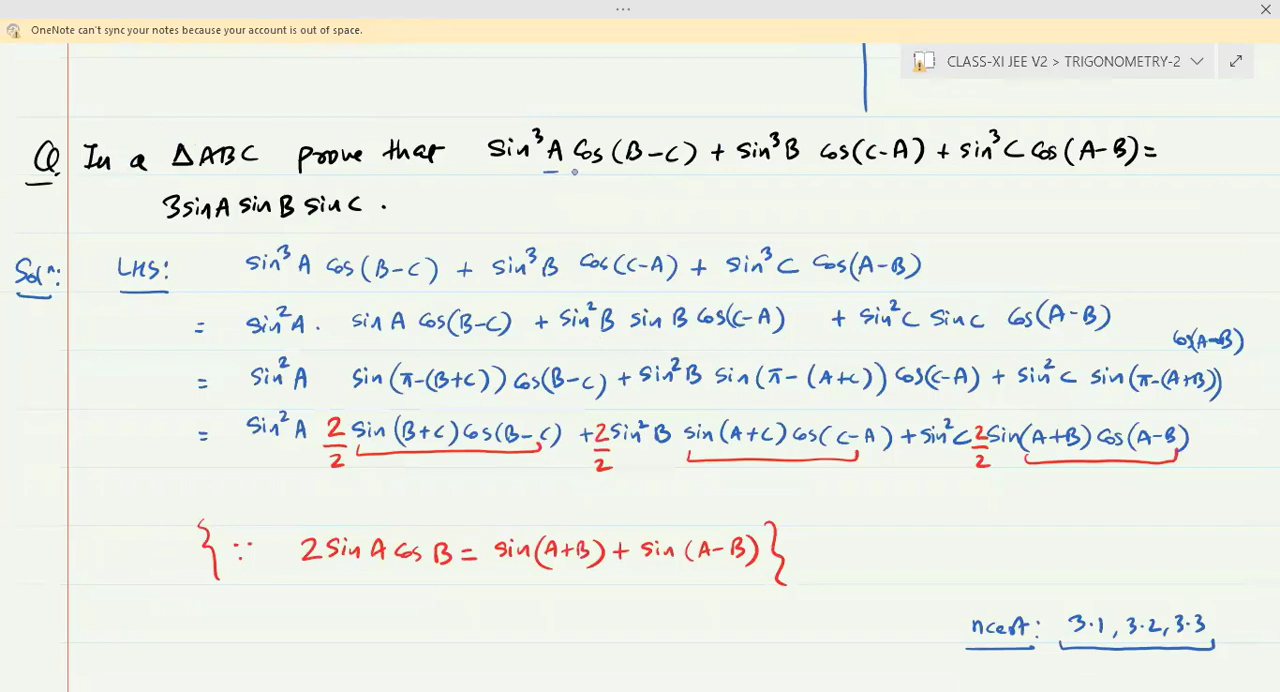 OneNote can't sync your notes because your account is out of space.
CLASS-XI JEE V2 > TRIGONOMETRY-2
Q. In a ΔABC prove that Sin³A Cos(B-C) + Sin³B Cos(C-A) + Sin³C Cos(A-B) =
3sinA sinB sinC.
Solⁿ: LHS: Sin³A Cos(B-C) + Sin³B Cos(C-A) + Sin³C Cos(A-B)
= Sin²A. sinA Cos(B-C) + Sin²B sinB Cos(C-A) + Sin²C Sinc Cos(A-B)
Cos(A-B)
= Sin²A sin(π-(B+C)) Cos(B-C) + Sin²B sin(π-(A+C)) Cos(C-A) + Sin²C sin(π-(A+B))
= Sin²A 2/2 sin(B+C) Cos(B-C) + 2/2 Sin²B sin(A+C) Cos(C-A) + Sin²C 2/2 Sin(A+B) Cos(A-B)
{ ∵ 2SinA CosB = sin(A+B) + sin(A-B) }
ncert: 3.1, 3.2, 3.3